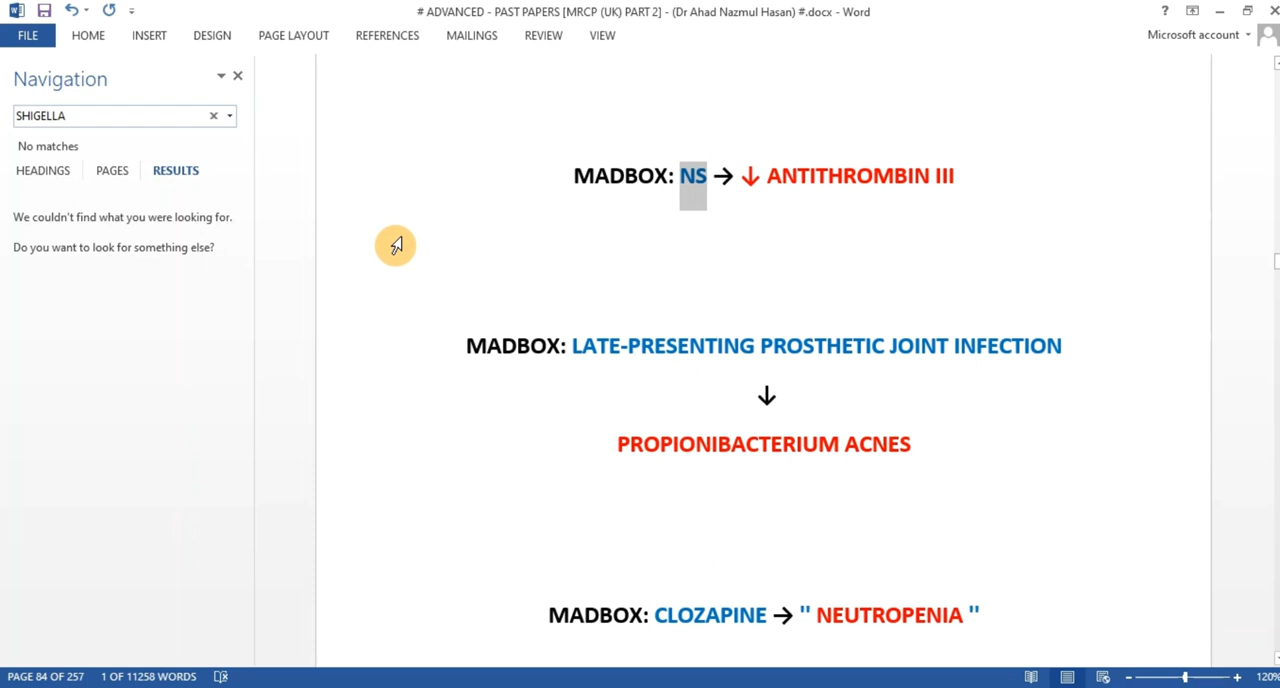 # ADVANCED - PAST PAPERS [MRCP (UK) PART 2] - (Dr Ahad Nazmul Hasan) #.docx - Word
FILE HOME INSERT DESIGN PAGE LAYOUT REFERENCES MAILINGS REVIEW VIEW Microsoft account
Navigation
SHIGELLA
No matches
HEADINGS PAGES RESULTS
We couldn't find what you were looking for.
Do you want to look for something else?
MADBOX: NS → ↓ ANTITHROMBIN III
MADBOX: LATE-PRESENTING PROSTHETIC JOINT INFECTION
↓
PROPIONIBACTERIUM ACNES
MADBOX: CLOZAPINE → " NEUTROPENIA "
PAGE 84 OF 257 1 OF 11258 WORDS 120%